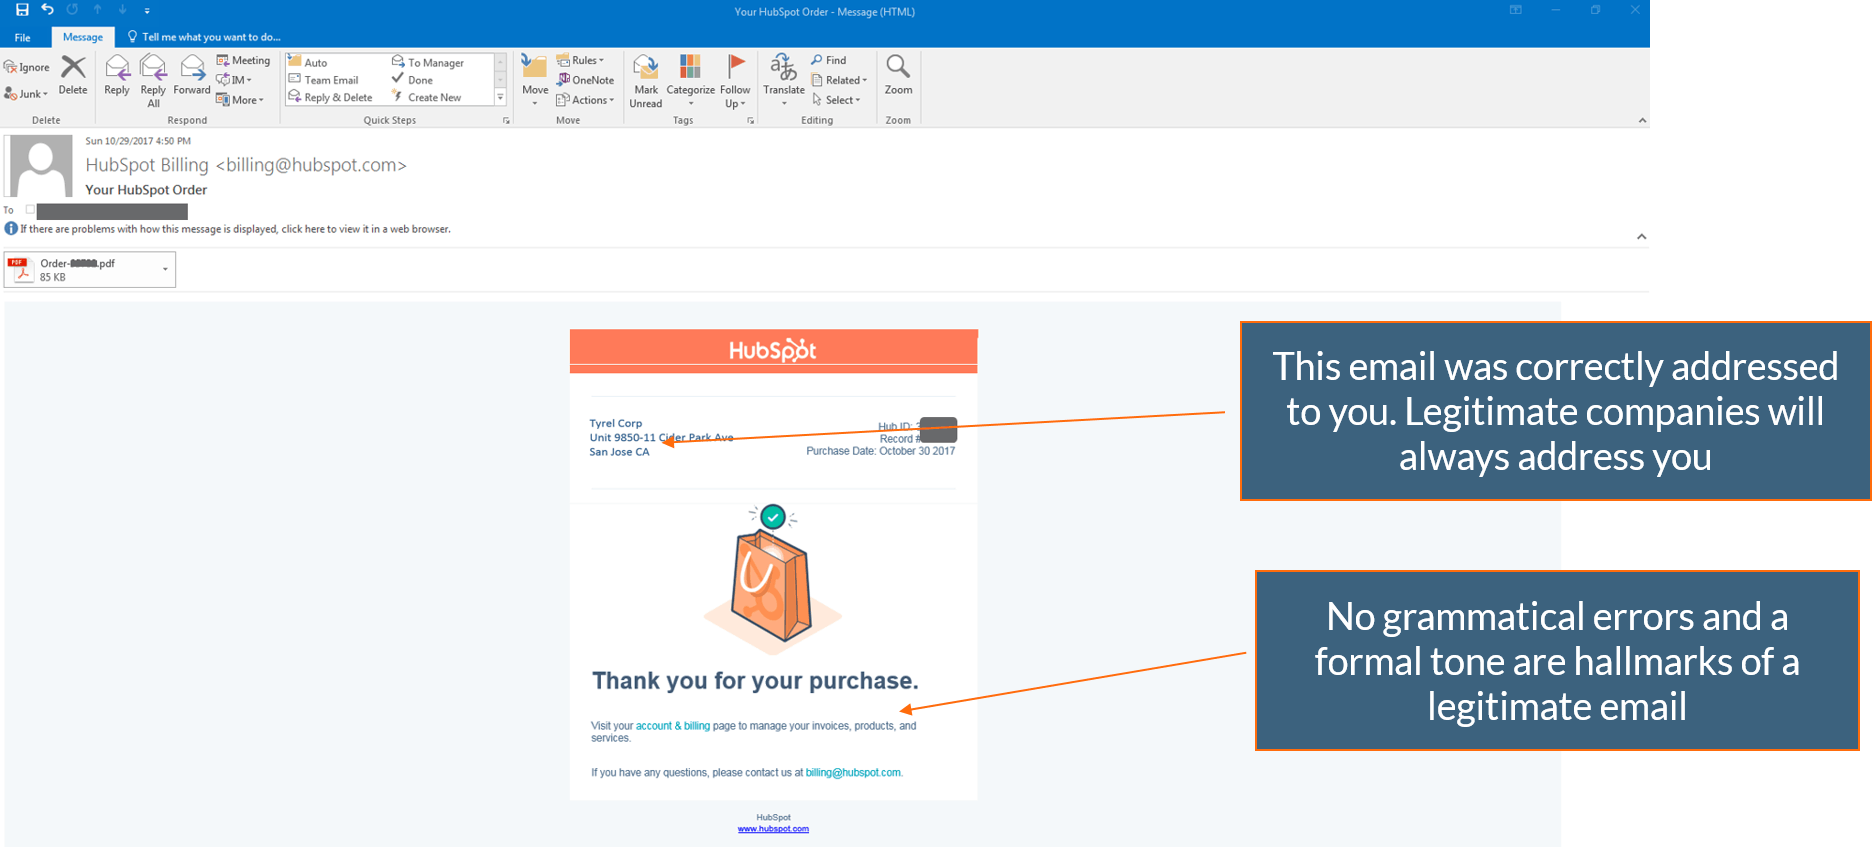 Your HubSpot Order - Message (HTML)
File Message Tell me what you want to do...
Ignore
Junk
Delete
Delete
Reply
Reply All
Forward
Meeting
IM
More
Respond
Auto
Team Email
Reply & Delete
To Manager
Done
Create New
Quick Steps
Move
Rules
OneNote
Actions
Move
Mark Unread
Categorize
Follow Up
Tags
Translate
Find
Related
Select
Editing
Zoom
Zoom
Sun 10/29/2017 4:50 PM
HubSpot Billing <billing@hubspot.com>
Your HubSpot Order
To
If there are problems with how this message is displayed, click here to view it in a web browser.
PDF
Order- .pdf
85 KB
HubSpot
Tyrel Corp
Unit 9850-11 Cider Park Ave
San Jose CA
Hub ID:
Record #
Purchase Date: October 30 2017
Thank you for your purchase.
Visit your account & billing page to manage your invoices, products, and
services.
If you have any questions, please contact us at billing@hubspot.com.
HubSpot
www.hubspot.com
This email was correctly addressed
to you. Legitimate companies will
always address you
No grammatical errors and a
formal tone are hallmarks of a
legitimate email